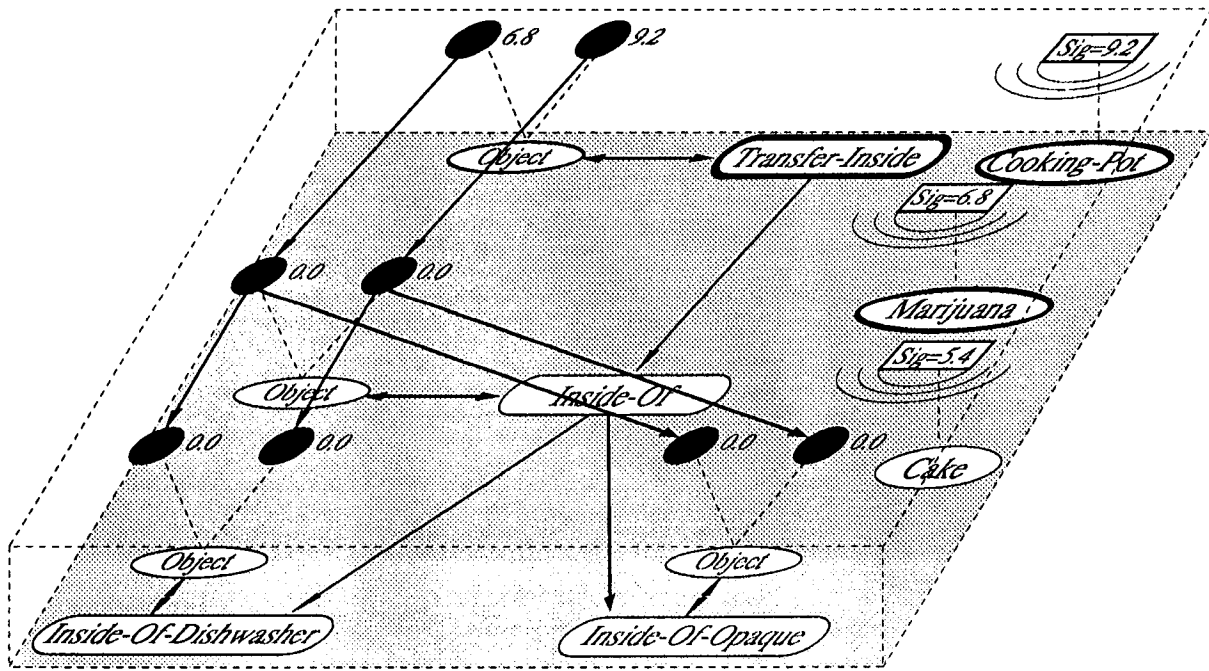 6.8
9.2
Sig=9.2
Object
Transfer-Inside
Cooking-Pot
Sig=6.8
0.0
0.0
Marijuana
Sig=5.4
Object
Inside-Of
0.0
0.0
0.0
0.0
Cake
Object
Object
Inside-Of-Dishwasher
Inside-Of-Opaque